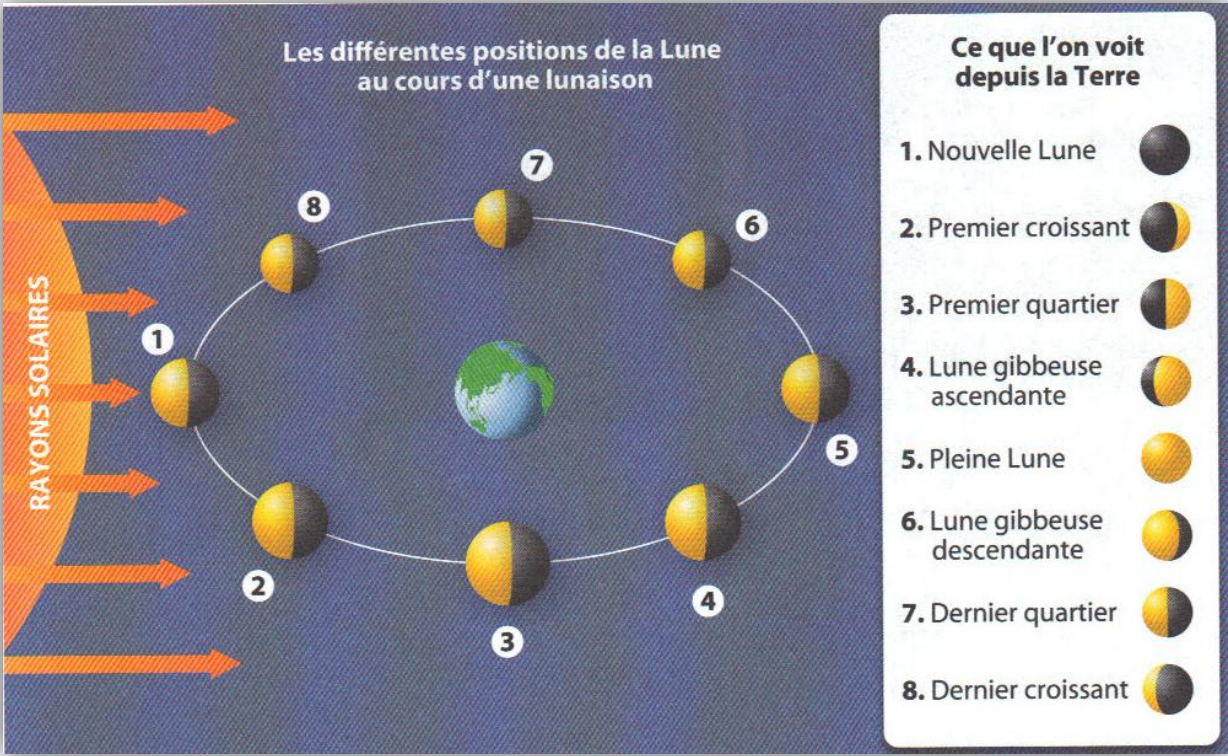 Les différentes positions de la Lune
au cours d'une lunaison
RAYONS SOLAIRES
1
2
3
4
5
6
7
8
Ce que l'on voit
depuis la Terre
1. Nouvelle Lune
2. Premier croissant
3. Premier quartier
4. Lune gibbeuse
ascendante
5. Pleine Lune
6. Lune gibbeuse
descendante
7. Dernier quartier
8. Dernier croissant